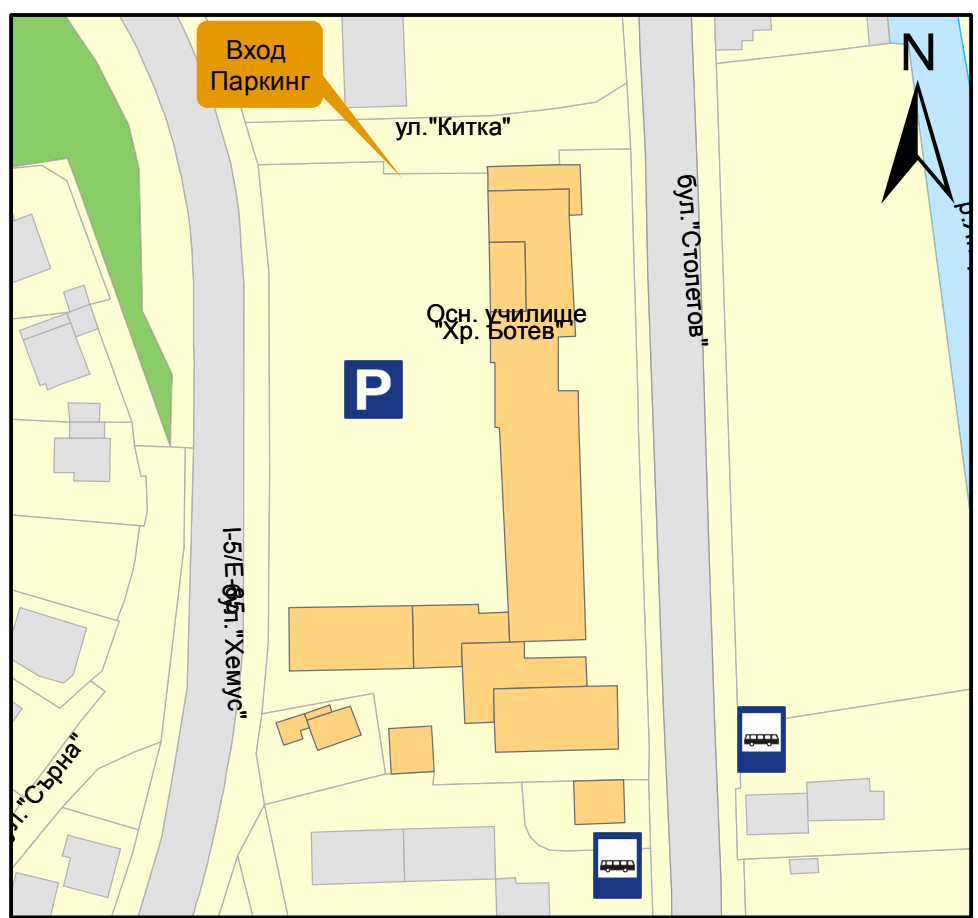 Вход
Паркинг
N
ул."Китка"
бул."Столетов"
Осн. училище
"Хр. Ботев"
P
I-5/E-85
бул."Хемус"
ул."Сърна"